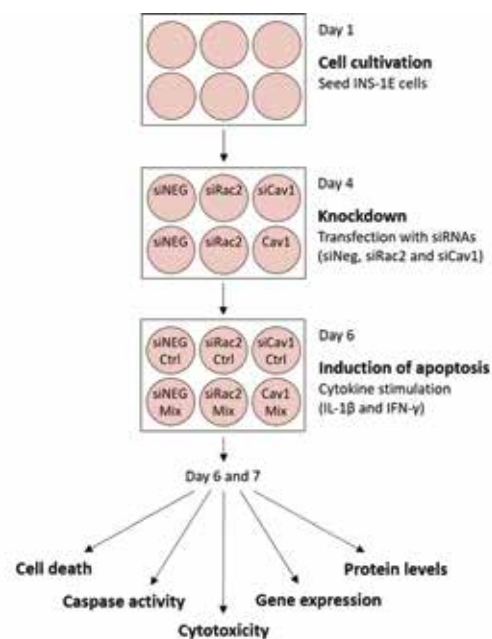 Day 1
Cell cultivation
Seed INS-1E cells
siNEG siRac2 siCav1
siNEG siRac2 Cav1
Day 4
Knockdown
Transfection with siRNAs
(siNeg, siRac2 and siCav1)
siNEG Ctrl siRac2 Ctrl siCav1 Ctrl
siNEG Mix siRac2 Mix Cav1 Mix
Day 6
Induction of apoptosis
Cytokine stimulation
(IL-1β and IFN-γ)
Day 6 and 7
Cell death
Caspase activity
Cytotoxicity
Gene expression
Protein levels